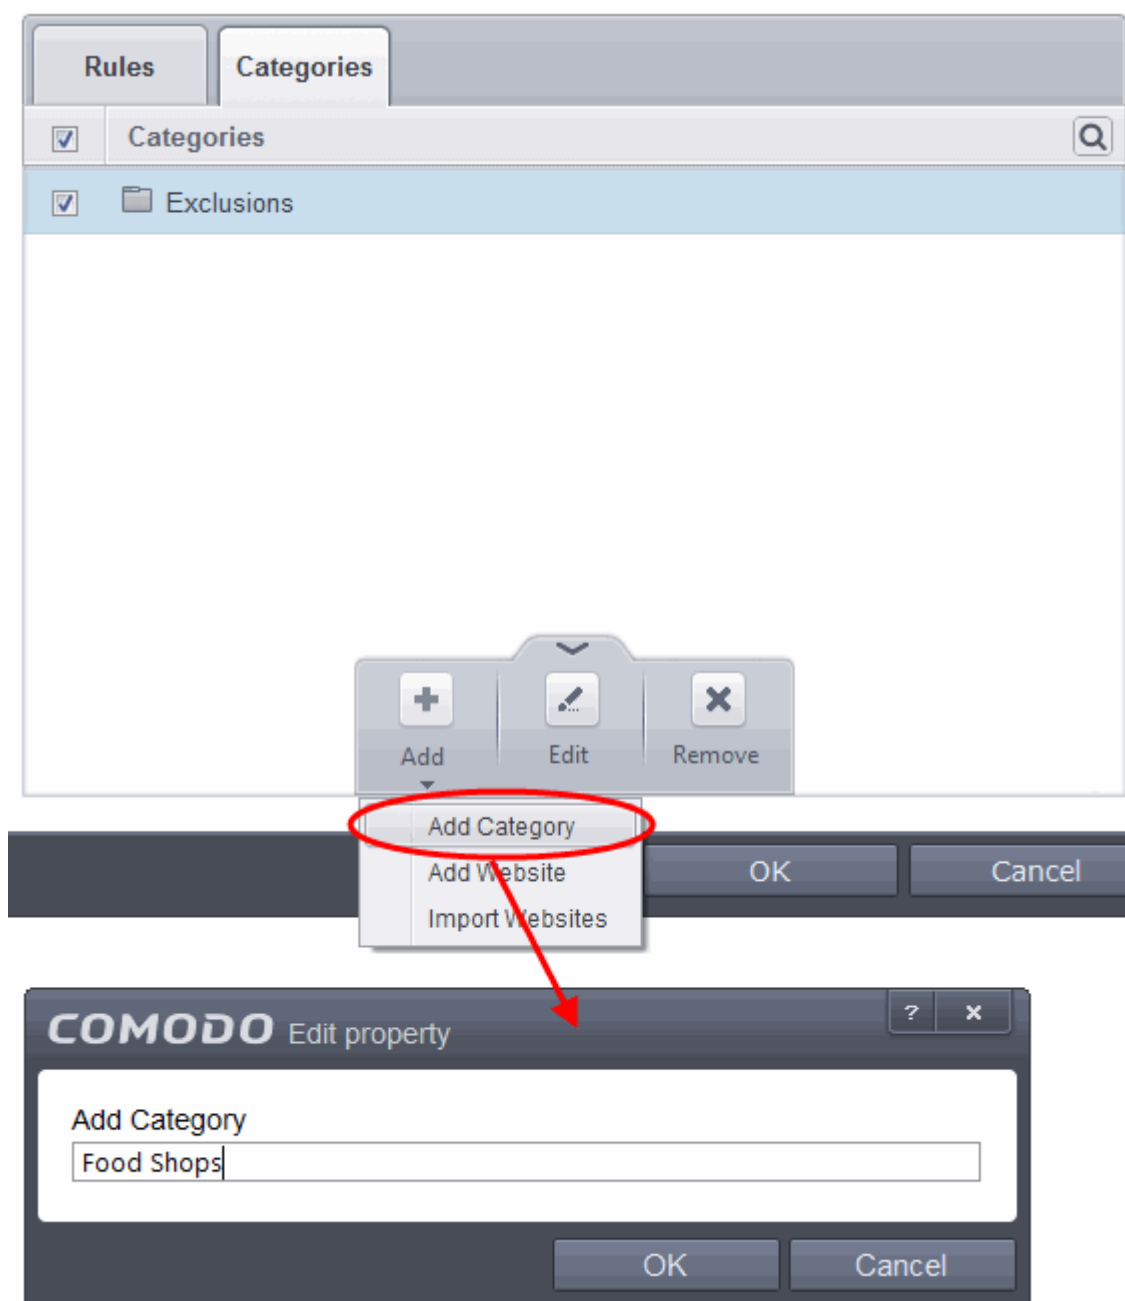 Rules Categories
Categories
Exclusions
Add Edit Remove
Add Category
Add Website
Import Websites
OK Cancel
COMODO Edit property ? ×
Add Category
Food Shops
OK Cancel